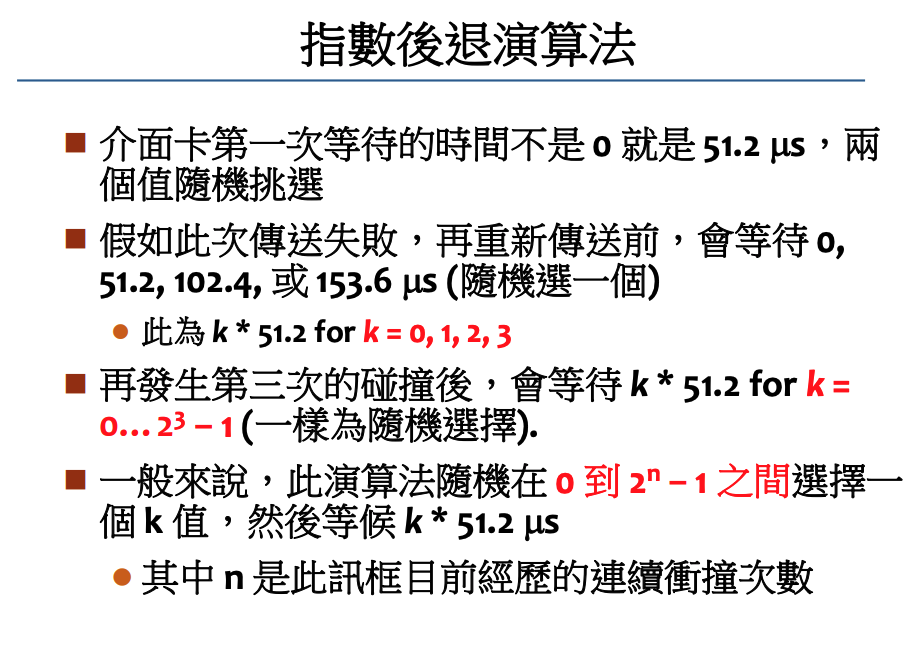 指數後退演算法
■ 介面卡第一次等待的時間不是 0 就是 51.2 μs，兩
個值隨機挑選
■ 假如此次傳送失敗，再重新傳送前，會等待 0,
51.2, 102.4, 或 153.6 μs (隨機選一個)
● 此為 k * 51.2 for k = 0, 1, 2, 3
■ 再發生第三次的碰撞後，會等待 k * 51.2 for k =
0… 2³ – 1 (一樣為隨機選擇).
■ 一般來說，此演算法隨機在 0 到 2ⁿ – 1 之間選擇一
個 k 值，然後等候 k * 51.2 μs
● 其中 n 是此訊框目前經歷的連續衝撞次數